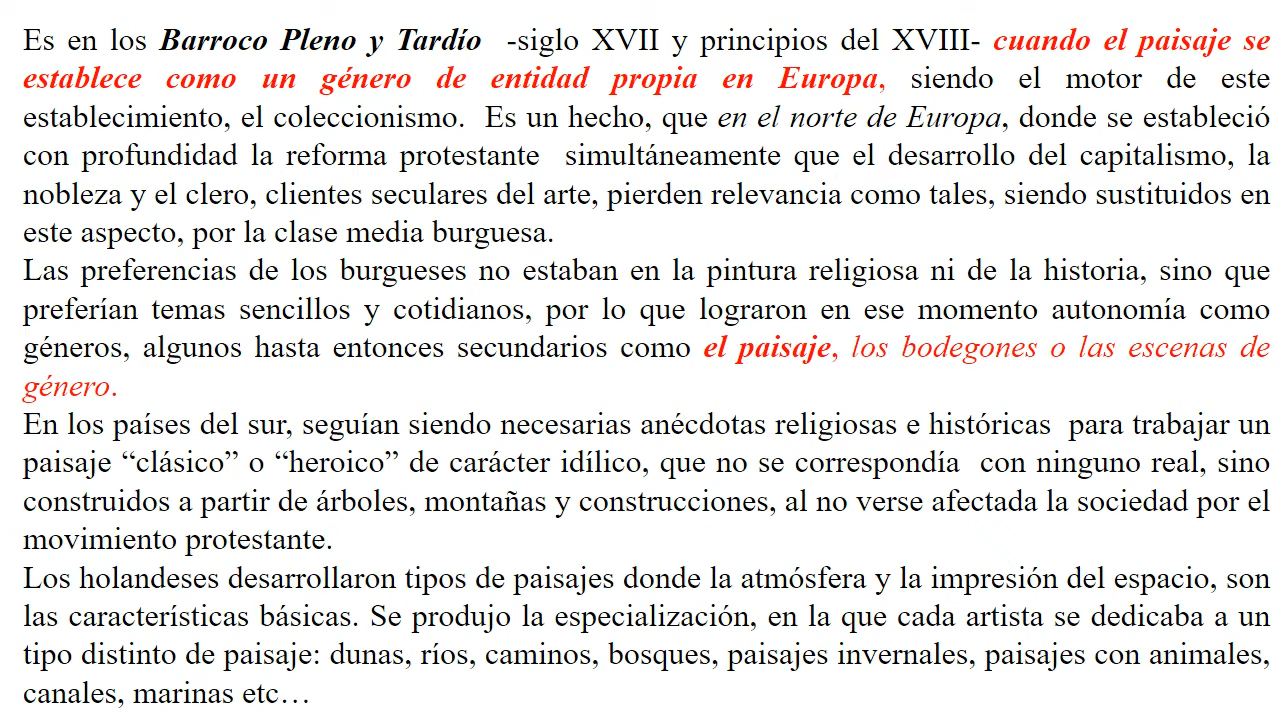 Es en los Barroco Pleno y Tardío -siglo XVII y principios del XVIII- cuando el paisaje se
establece como un género de entidad propia en Europa, siendo el motor de este
establecimiento, el coleccionismo. Es un hecho, que en el norte de Europa, donde se estableció
con profundidad la reforma protestante simultáneamente que el desarrollo del capitalismo, la
nobleza y el clero, clientes seculares del arte, pierden relevancia como tales, siendo sustituidos en
este aspecto, por la clase media burguesa.
Las preferencias de los burgueses no estaban en la pintura religiosa ni de la historia, sino que
preferían temas sencillos y cotidianos, por lo que lograron en ese momento autonomía como
géneros, algunos hasta entonces secundarios como el paisaje, los bodegones o las escenas de
género.
En los países del sur, seguían siendo necesarias anécdotas religiosas e históricas para trabajar un
paisaje “clásico” o “heroico” de carácter idílico, que no se correspondía con ninguno real, sino
construidos a partir de árboles, montañas y construcciones, al no verse afectada la sociedad por el
movimiento protestante.
Los holandeses desarrollaron tipos de paisajes donde la atmósfera y la impresión del espacio, son
las características básicas. Se produjo la especialización, en la que cada artista se dedicaba a un
tipo distinto de paisaje: dunas, ríos, caminos, bosques, paisajes invernales, paisajes con animales,
canales, marinas etc…